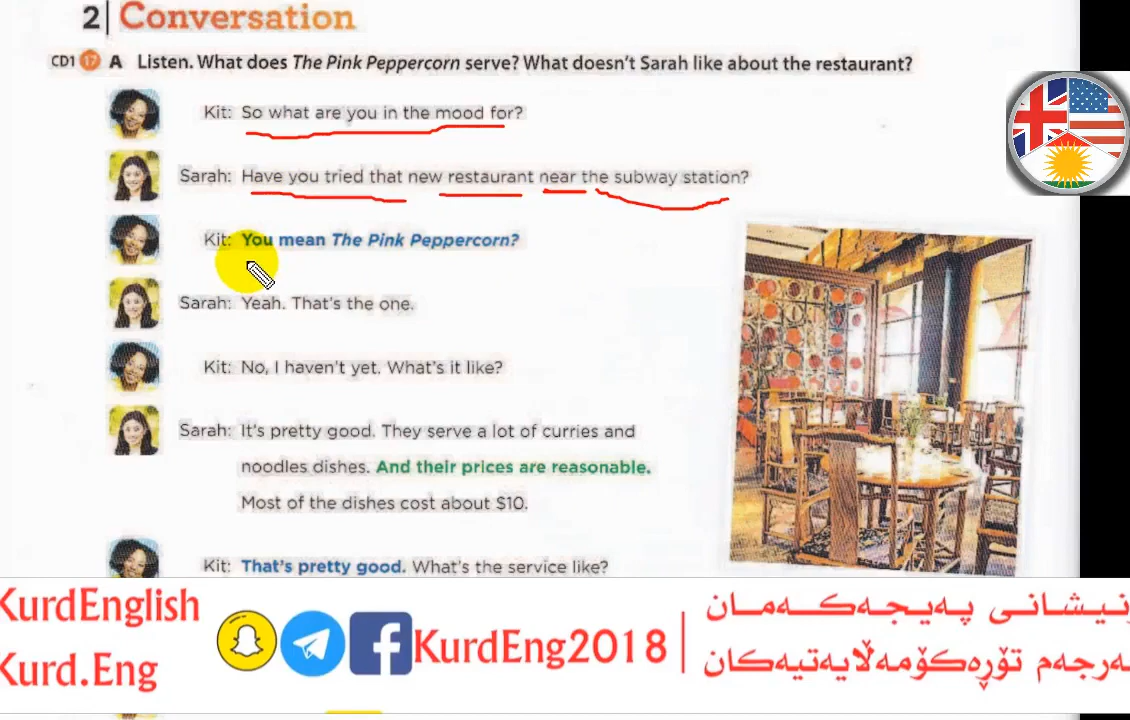 2 | Conversation
CD1 17 A Listen. What does The Pink Peppercorn serve? What doesn't Sarah like about the restaurant?
Kit: So what are you in the mood for?
Sarah: Have you tried that new restaurant near the subway station?
Kit: You mean The Pink Peppercorn?
Sarah: Yeah. That's the one.
Kit: No, I haven't yet. What's it like?
Sarah: It's pretty good. They serve a lot of curries and
noodles dishes. And their prices are reasonable.
Most of the dishes cost about $10.
Kit: That's pretty good. What's the service like?
KurdEnglish
Kurd.Eng
KurdEng2018
نیشانی پەیجەکەمان
ەرجەم تۆڕەکۆمەڵایەتیەکان